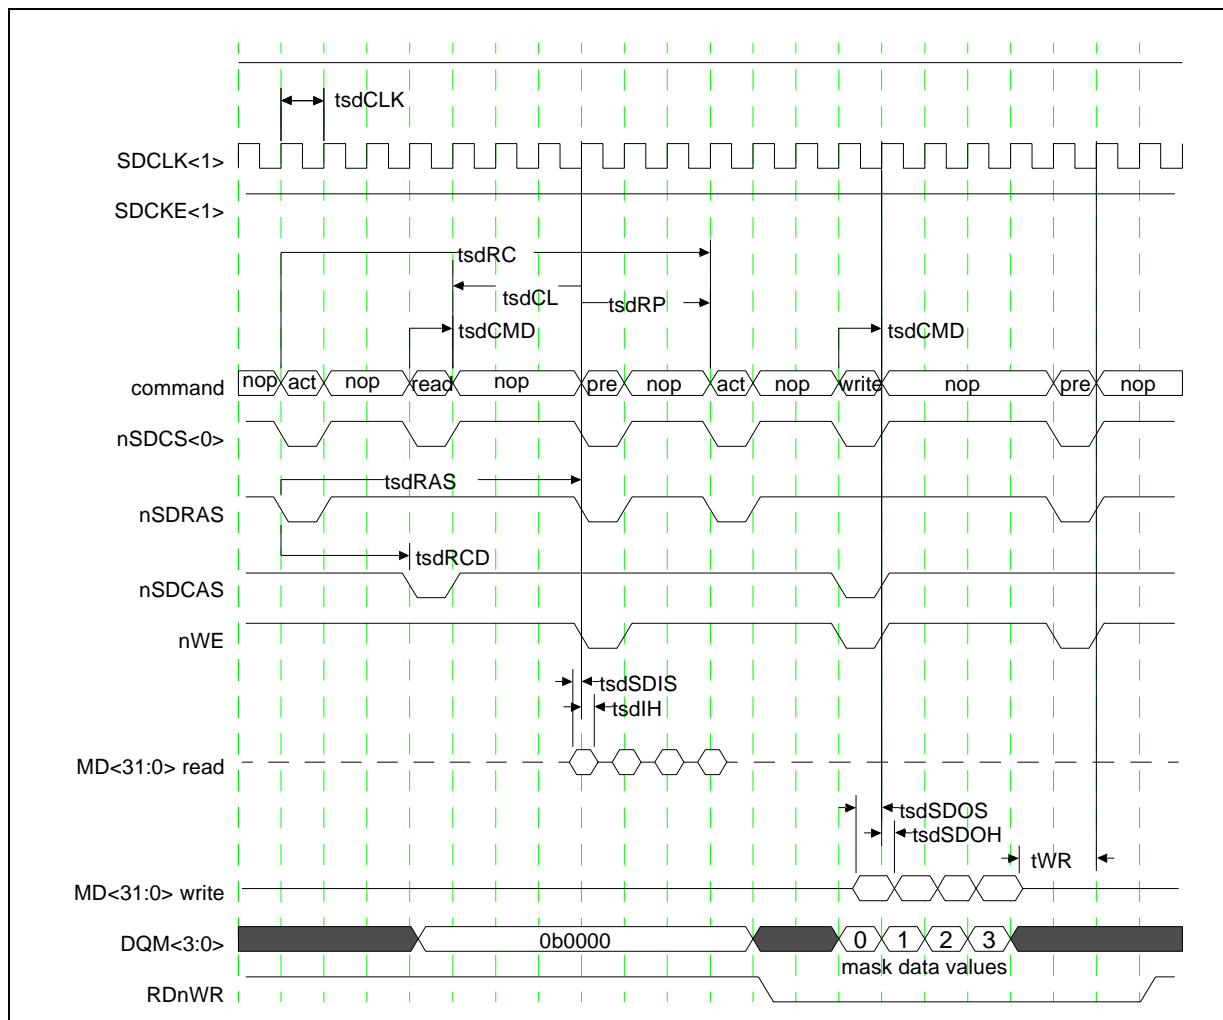 tsdCLK
SDCLK<1>
SDCKE<1>
tsdRC
tsdCL
tsdRP
tsdCMD
tsdCMD
command
nop act nop read nop pre nop act nop write nop pre nop
nSDCS<0>
tsdRAS
nSDRAS
tsdRCD
nSDCAS
nWE
tsdSDIS
tsdIH
MD<31:0> read
tsdSDOS
tsdSDOH
tWR
MD<31:0> write
DQM<3:0>
0b0000
0 1 2 3
mask data values
RDnWR